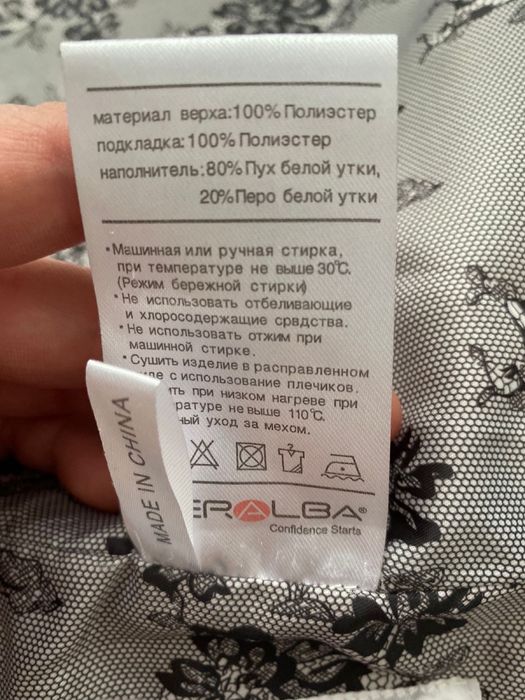 материал верха:100% Полиэстер
подкладка:100% Полиэстер
наполнитель:80% Пух белой утки,
20%Перо белой утки
•Машинная или ручная стирка,
при температуре не выше 30℃.
(Режим бережной стирки)
•Не использовать отбеливающие
и хлоросодержащие срвдства.
•Не использовать отжим при
машинной стирке.
•Сушить изделие в расправленном
с использование плечиков.
при низком нагреве при
не выше 110℃.
уход за мехом.
MADE IN CHINA
ERALBA®
Confidence Starts